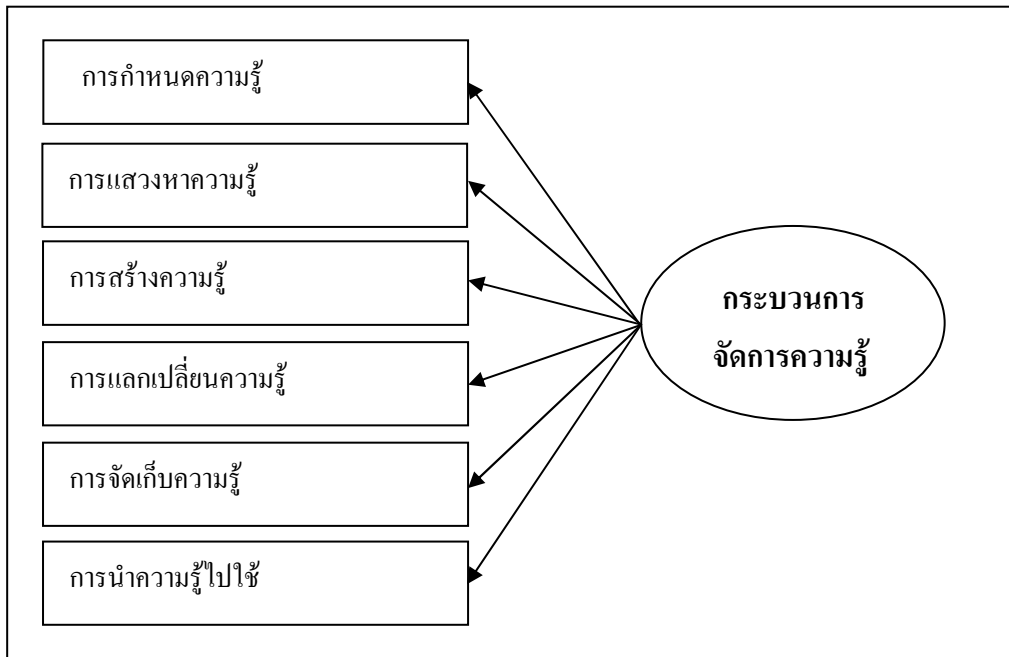 การกำหนดความรู้
การแสวงหาความรู้
การสร้างความรู้
การแลกเปลี่ยนความรู้
การจัดเก็บความรู้
การนำความรู้ไปใช้
กระบวนการ
จัดการความรู้